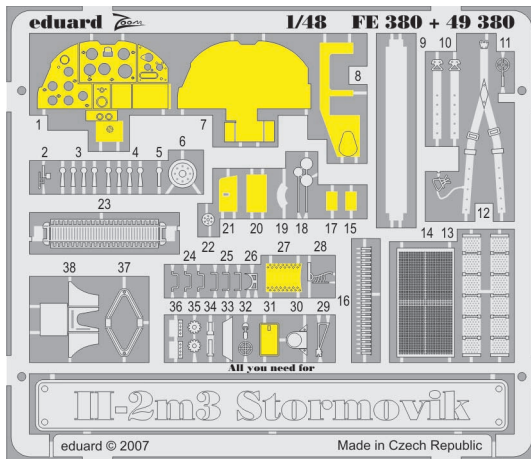 eduard Zoom 1/48 FE 380 + 49 380
9 10 11
8
1 7
2 3 4 5 6
12
23
22 21 20 19 18 17 15
14 13
24 25 26 27 28
38 37
16
36 35 34 33 32 31 30 29
All you need for
Il-2m3 Stormovik
eduard © 2007 Made in Czech Republic